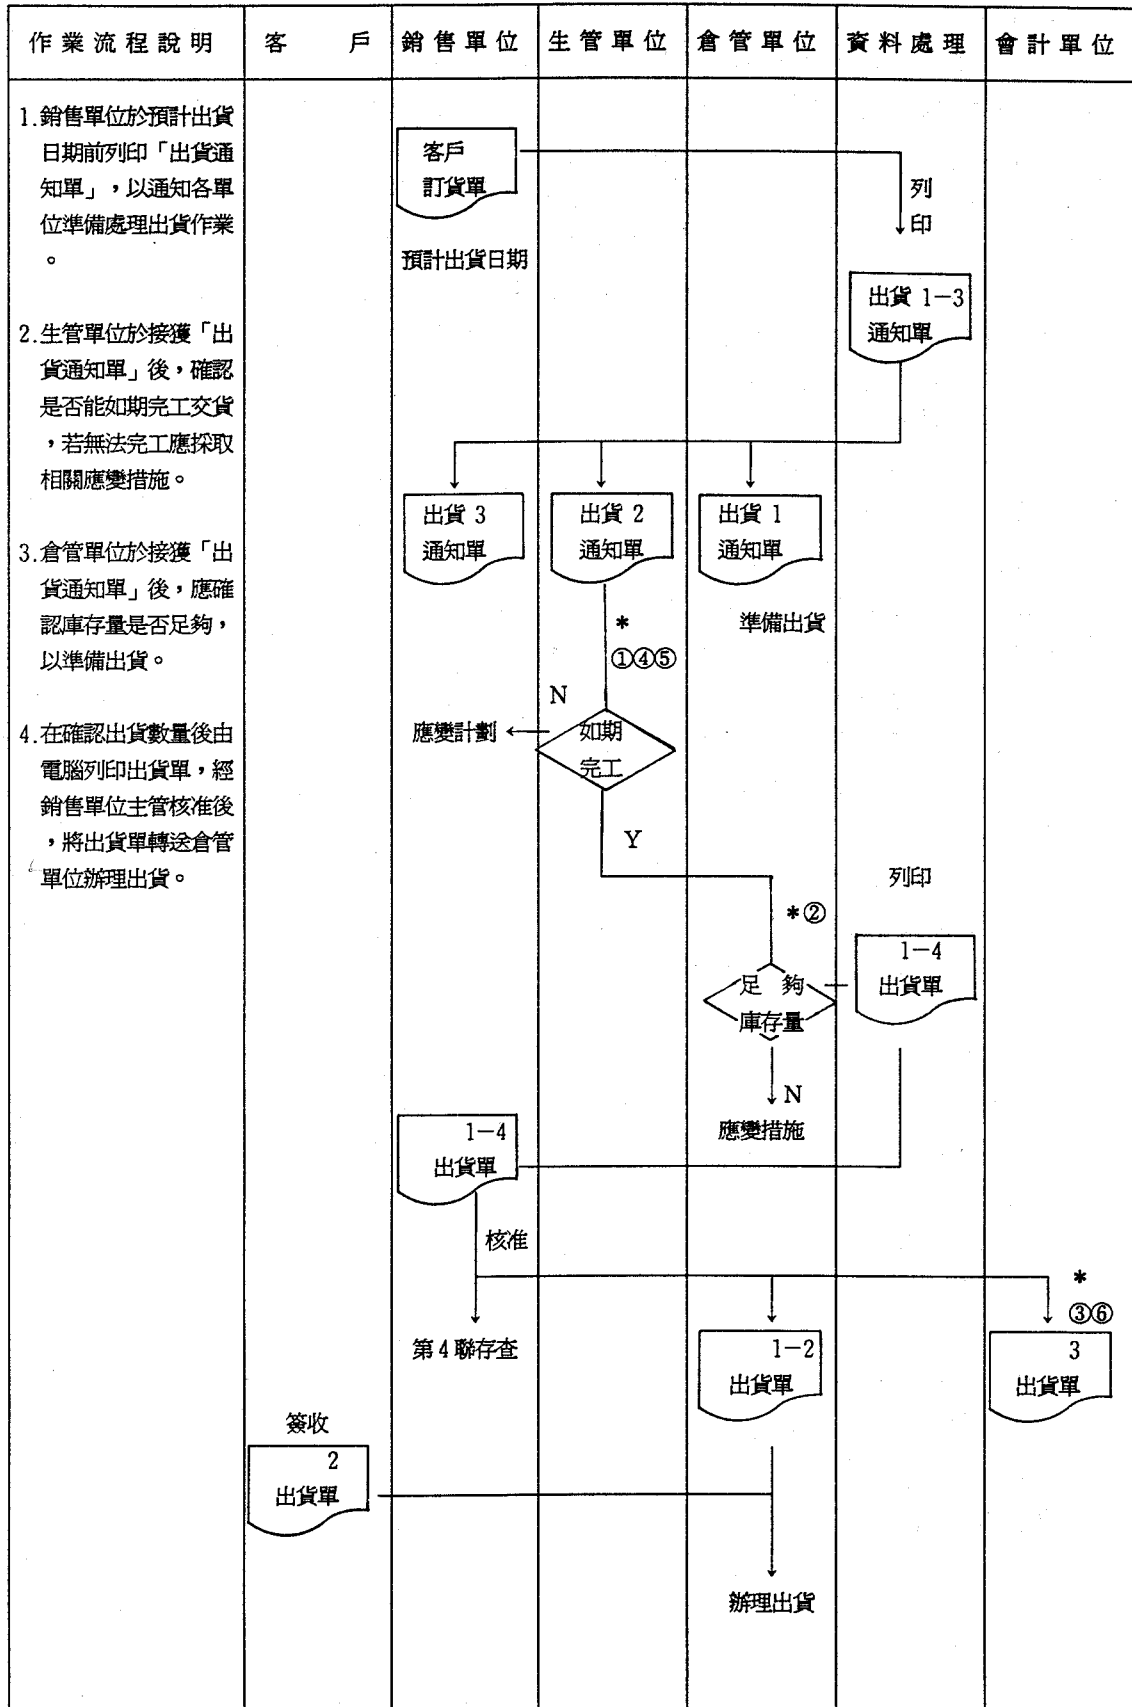 作業流程說明
客戶
銷售單位
生管單位
倉管單位
資料處理
會計單位
1.銷售單位於預計出貨
日期前列印「出貨通
知單」,以通知各單
位準備處理出貨作業
。
2.生管單位於接獲「出
貨通知單」後,確認
是否能如期完工交貨
,若無法完工應採取
相關應變措施。
3.倉管單位於接獲「出
貨通知單」後,應確
認庫存量是否足夠,
以準備出貨。
4.在確認出貨數量後由
電腦列印出貨單,經
銷售單位主管核准後
,將出貨單轉送倉管
單位辦理出貨。
客戶
訂貨單
預計出貨日期
列
印
出貨 1-3
通知單
出貨 3
通知單
出貨 2
通知單
出貨 1
通知單
*
①④⑤
準備出貨
N
應變計劃
如期
完工
Y
列印
*②
足夠
庫存量
1-4
出貨單
N
應變措施
1-4
出貨單
核准
*
③⑥
第4聯存查
1-2
出貨單
3
出貨單
簽收
2
出貨單
辦理出貨